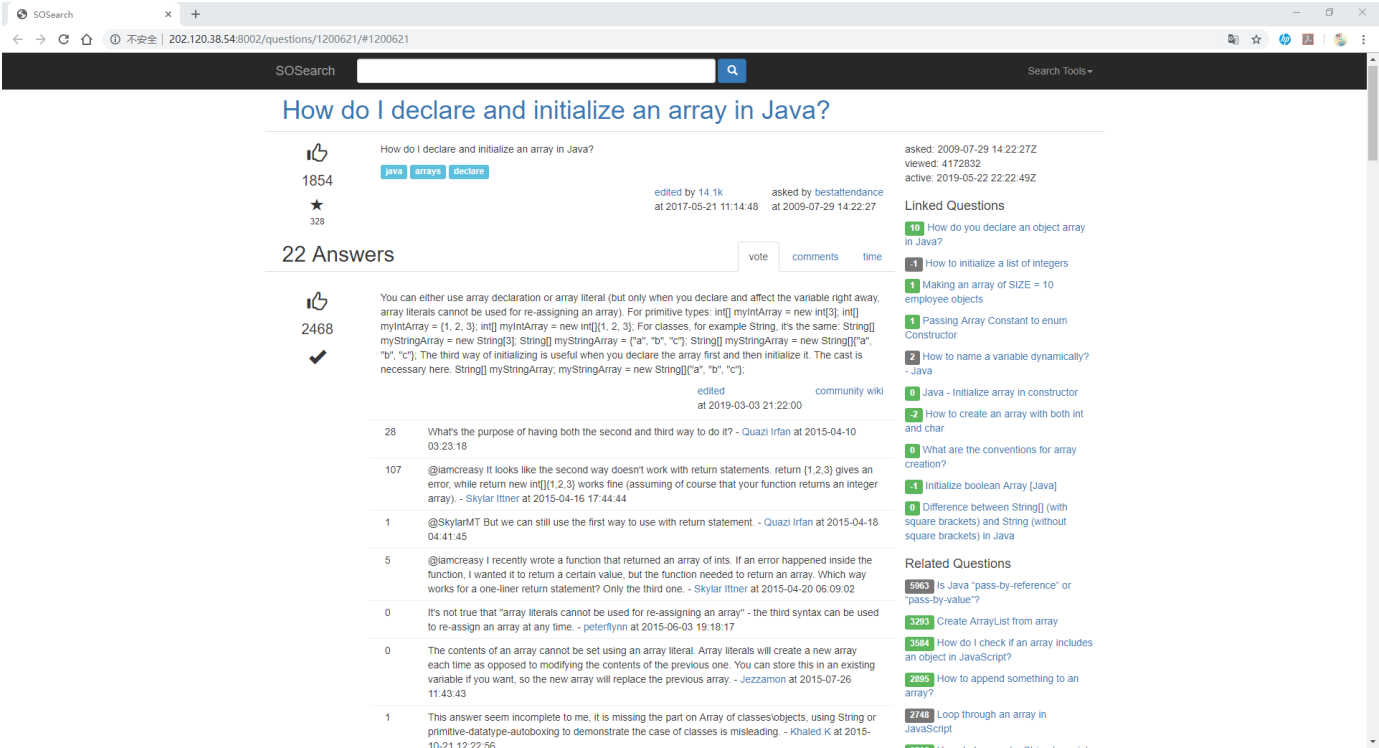 SOSearch
不安全 | 202.120.38.54:8002/questions/1200621/#1200621
SOSearch
Search Tools
How do I declare and initialize an array in Java?
1854
328
How do I declare and initialize an array in Java?
java arrays declare
edited by 14.1k
at 2017-05-21 11:14:48
asked by bestattendance
at 2009-07-29 14:22:27
22 Answers
vote comments time
2468
You can either use array declaration or array literal (but only when you declare and affect the variable right away,
array literals cannot be used for re-assigning an array). For primitive types: int[] myIntArray = new int[3]; int[]
myIntArray = {1, 2, 3}; int[] myIntArray = new int[]{1, 2, 3}; For classes, for example String, it's the same: String[]
myStringArray = new String[3]; String[] myStringArray = {"a", "b", "c"}; String[] myStringArray = new String[]{"a",
"b", "c"}; The third way of initializing is useful when you declare the array first and then initialize it. The cast is
necessary here. String[] myStringArray; myStringArray = new String[]{"a", "b", "c"};
edited
at 2019-03-03 21:22:00
community wiki
28 What's the purpose of having both the second and third way to do it? - Quazi Irfan at 2015-04-10
03:23:18
107 @iamcreasy It looks like the second way doesn't work with return statements. return {1,2,3} gives an
error, while return new int[]{1,2,3} works fine (assuming of course that your function returns an integer
array). - Skylar Ittner at 2015-04-16 17:44:44
1 @SkylarMT But we can still use the first way to use with return statement. - Quazi Irfan at 2015-04-18
04:41:45
5 @iamcreasy I recently wrote a function that returned an array of ints. If an error happened inside the
function, I wanted it to return a certain value, but the function needed to return an array. Which way
works for a one-liner return statement? Only the third one. - Skylar Ittner at 2015-04-20 06:09:02
0 It's not true that "array literals cannot be used for re-assigning an array" - the third syntax can be used
to re-assign an array at any time. - peterflynn at 2015-06-03 19:18:17
0 The contents of an array cannot be set using an array literal. Array literals will create a new array
each time as opposed to modifying the contents of the previous one. You can store this in an existing
variable if you want, so the new array will replace the previous array. - Jezzamon at 2015-07-26
11:43:43
1 This answer seem incomplete to me, it is missing the part on Array of classes\objects, using String or
primitive-datatype-autoboxing to demonstrate the case of classes is misleading. - Khaled.K at 2015-
10-21 12:22:56
asked: 2009-07-29 14:22:27Z
viewed: 4172832
active: 2019-05-22 22:22:49Z
Linked Questions
10 How do you declare an object array
in Java?
-1 How to initialize a list of integers
1 Making an array of SIZE = 10
employee objects
1 Passing Array Constant to enum
Constructor
2 How to name a variable dynamically?
- Java
0 Java - Initialize array in constructor
-2 How to create an array with both int
and char
0 What are the conventions for array
creation?
-1 Initialize boolean Array [Java]
0 Difference between String[] (with
square brackets) and String (without
square brackets) in Java
Related Questions
5963 Is Java “pass-by-reference” or
“pass-by-value”?
3293 Create ArrayList from array
3584 How do I check if an array includes
an object in JavaScript?
2895 How to append something to an
array?
2748 Loop through an array in
JavaScript